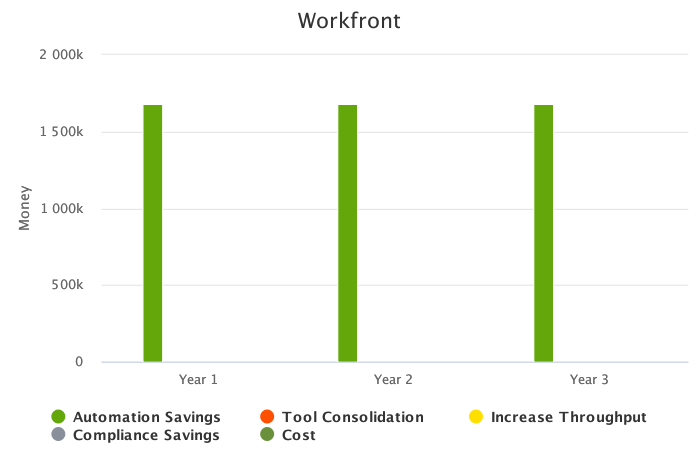 Workfront
2 000k
1 500k
1 000k
500k
0
Money
Year 1 Year 2 Year 3
Automation Savings Tool Consolidation Increase Throughput
Compliance Savings Cost